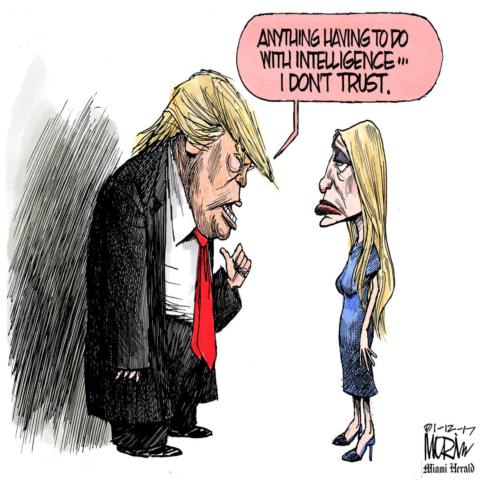 ANYTHING HAVING TO DO
WITH INTELLIGENCE...
I DON'T TRUST.
01-12-17
MORIN
Miami Herald